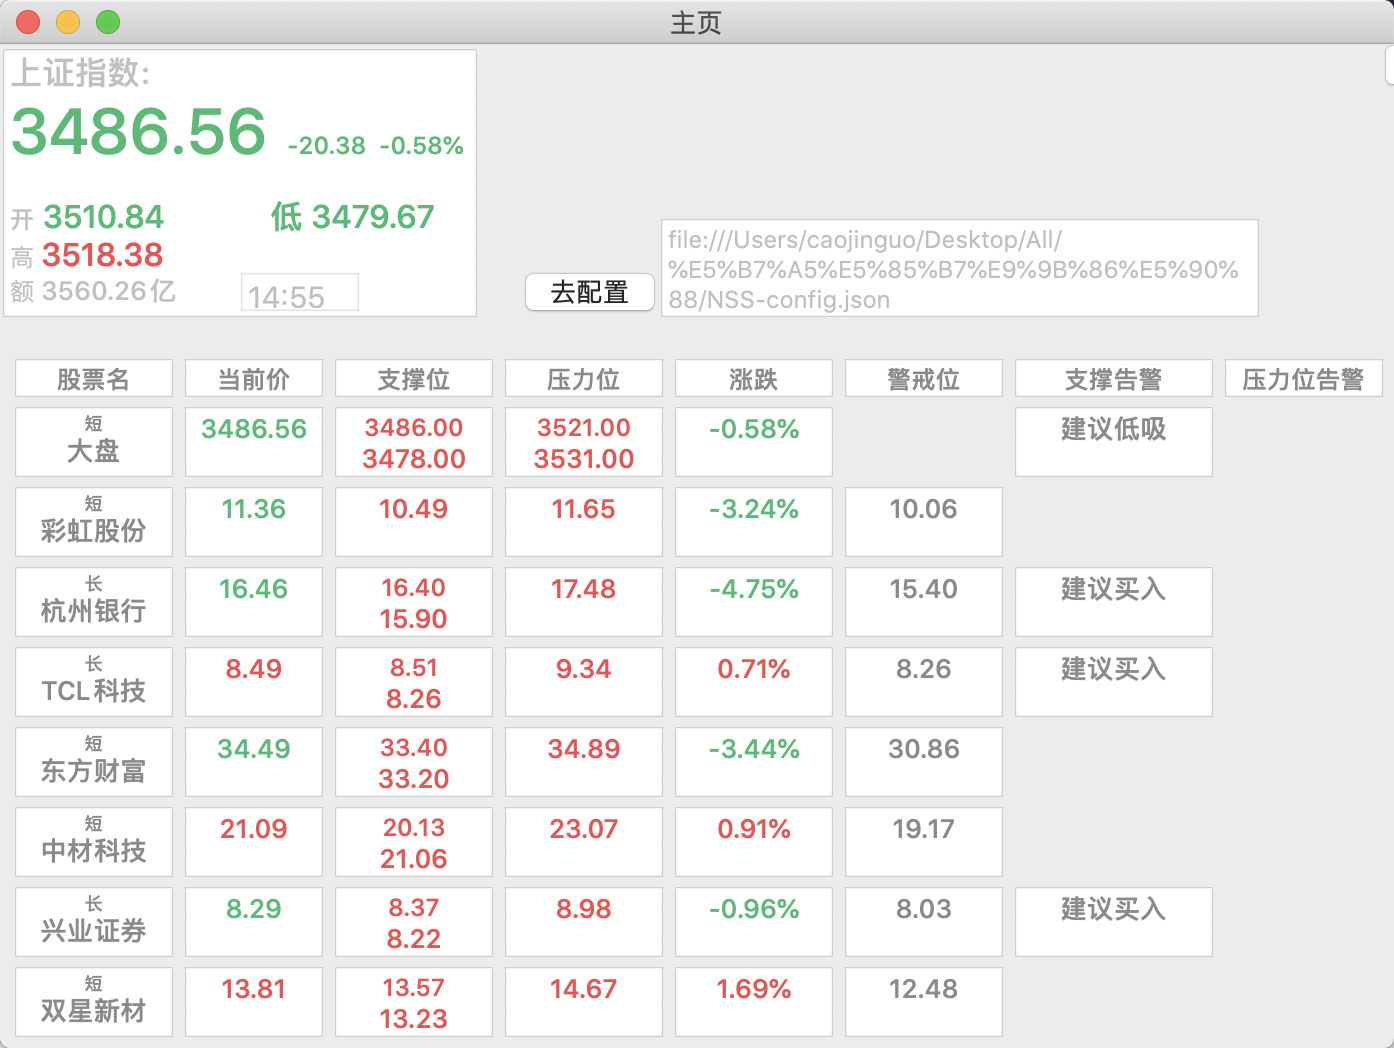 主页
上证指数:
3486.56 -20.38 -0.58%
开 3510.84 低 3479.67
高 3518.38
额 3560.26亿 14:55
去配置
file:///Users/caojinguo/Desktop/All/
%E5%B7%A5%E5%85%B7%E9%9B%86%E5%90%
88/NSS-config.json
股票名 当前价 支撑位 压力位 涨跌 警戒位 支撑告警 压力位告警
短
大盘 3486.56 3486.00 3521.00 -0.58% 建议低吸
3478.00 3531.00
短
彩虹股份 11.36 10.49 11.65 -3.24% 10.06
长
杭州银行 16.46 16.40 17.48 -4.75% 15.40 建议买入
15.90
长
TCL科技 8.49 8.51 9.34 0.71% 8.26 建议买入
8.26
短
东方财富 34.49 33.40 34.89 -3.44% 30.86
33.20
短
中材科技 21.09 20.13 23.07 0.91% 19.17
21.06
长
兴业证券 8.29 8.37 8.98 -0.96% 8.03 建议买入
8.22
短
双星新材 13.81 13.57 14.67 1.69% 12.48
13.23